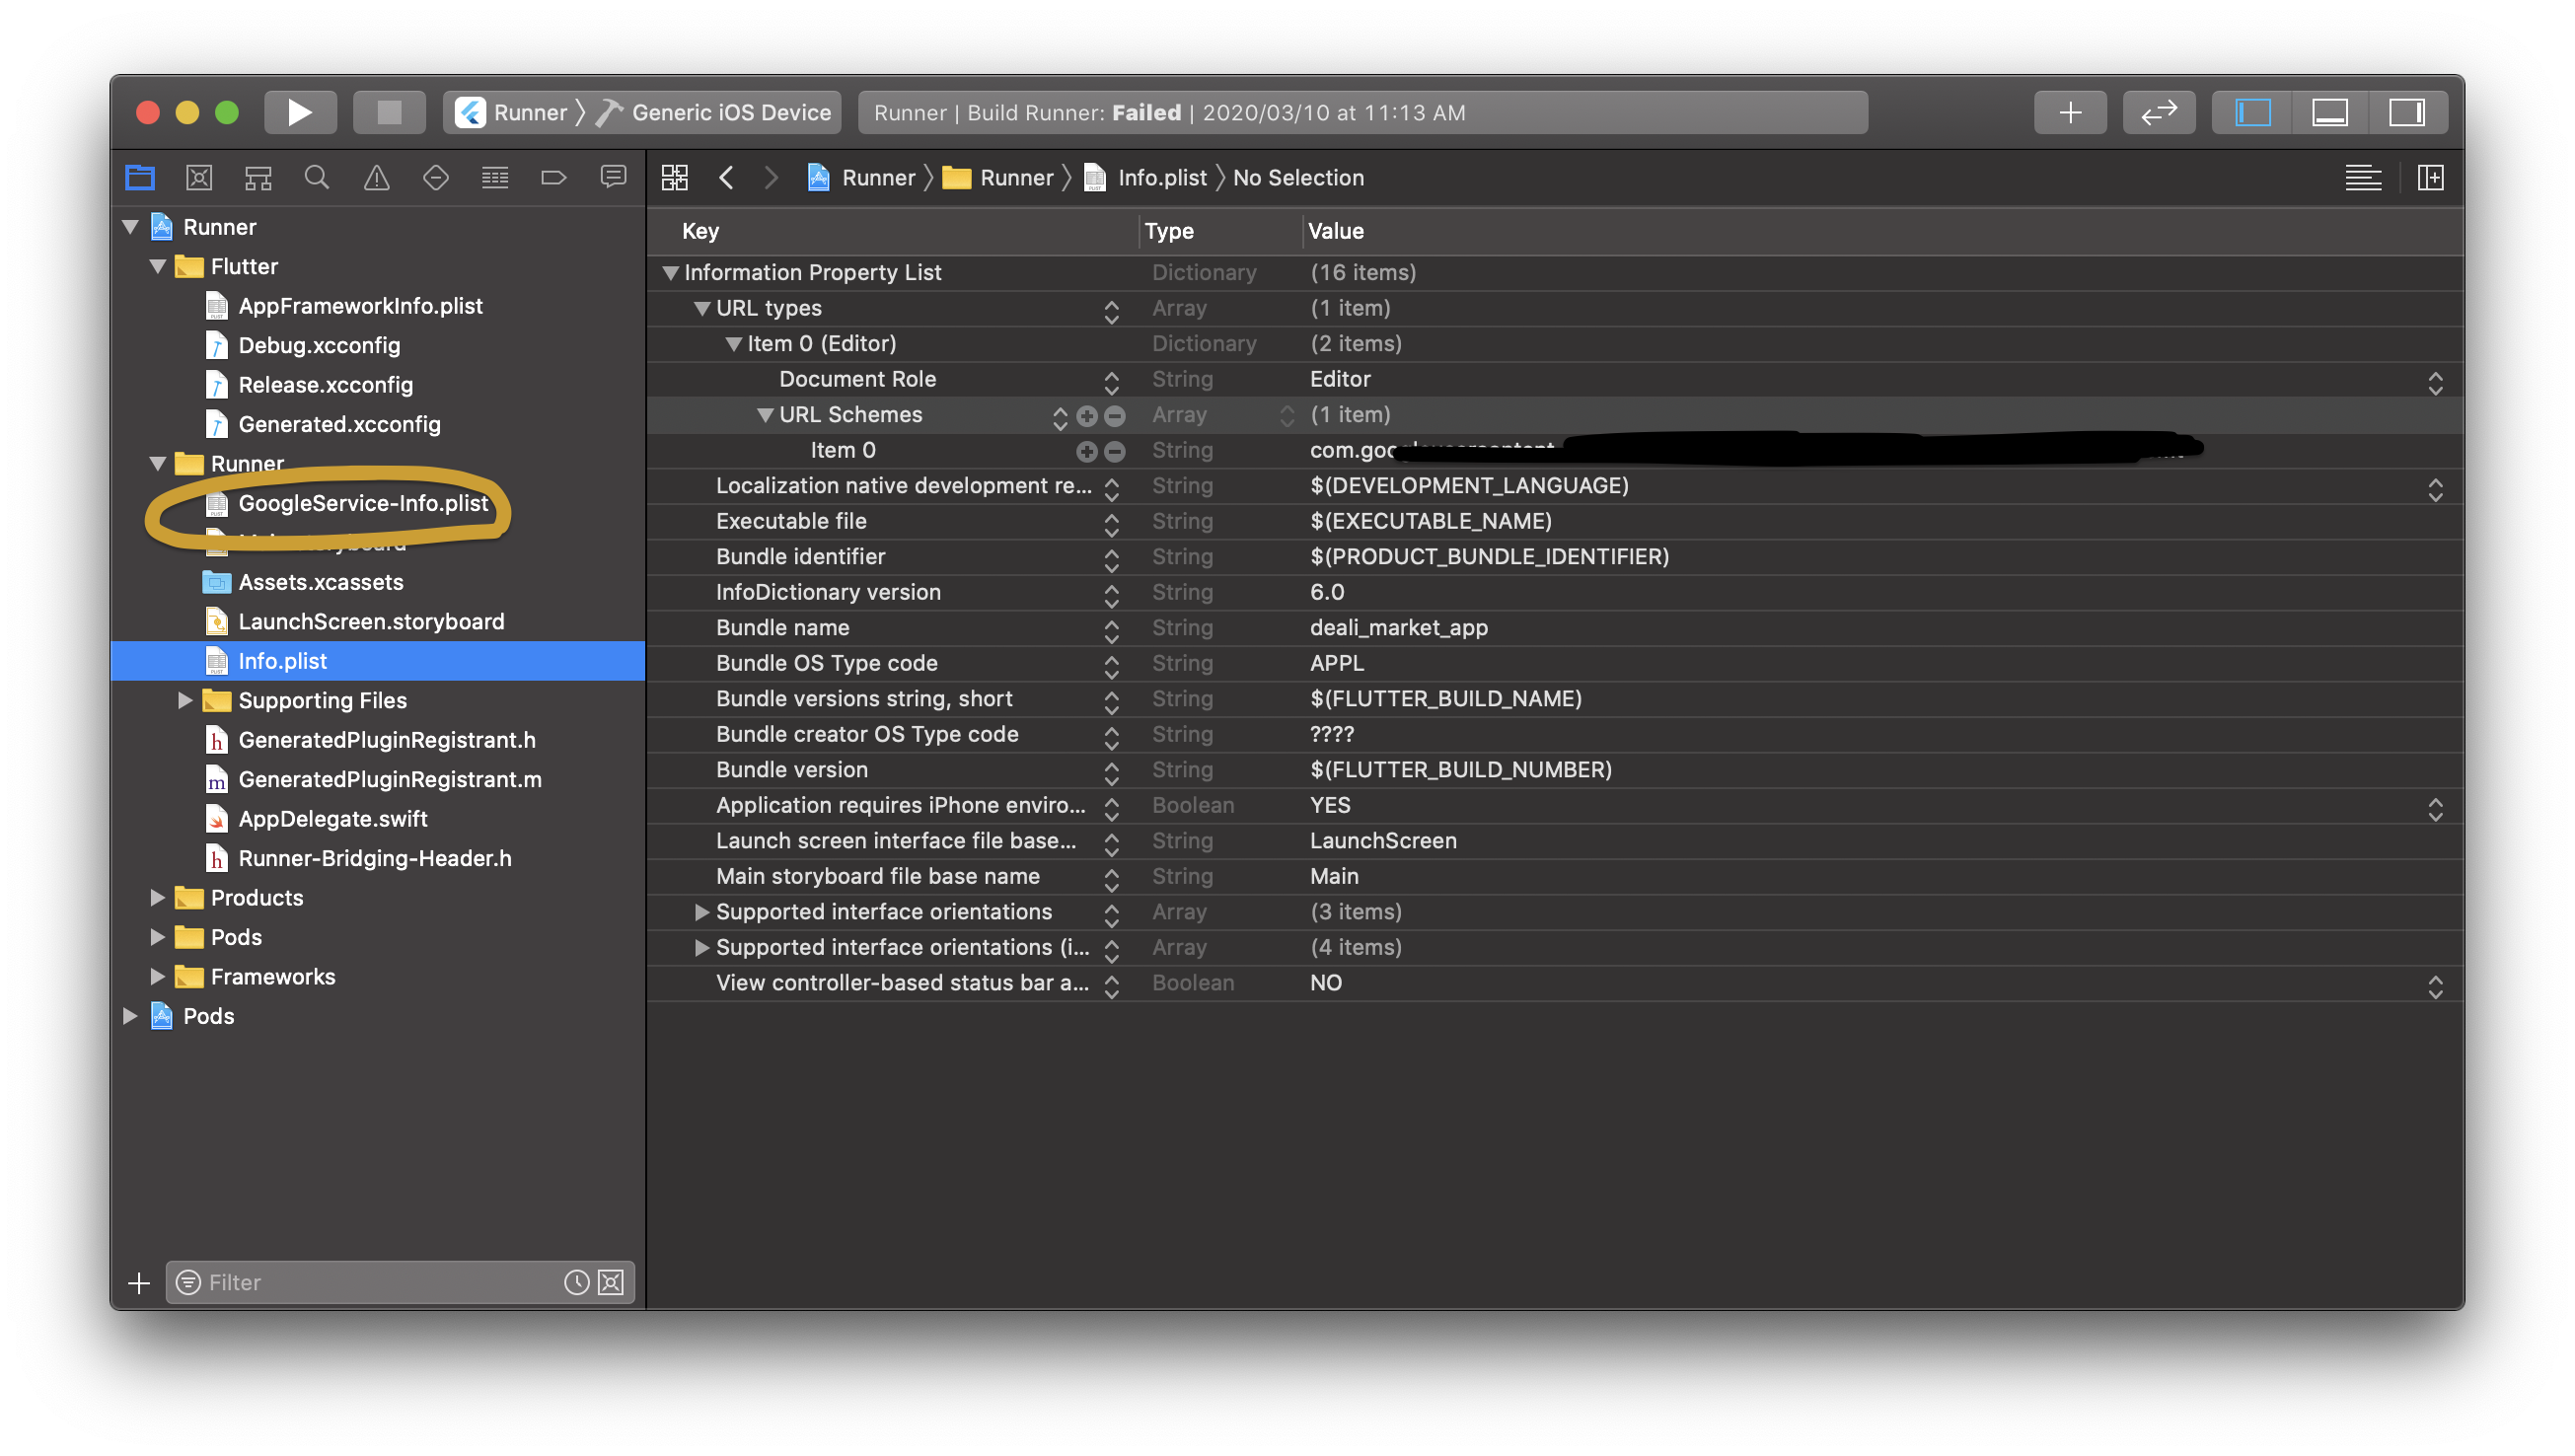 Runner 〉 Generic iOS Device
Runner | Build Runner: Failed | 2020/03/10 at 11:13 AM
Runner 〉 Runner 〉 Info.plist 〉 No Selection
Runner
Flutter
AppFrameworkInfo.plist
Debug.xcconfig
Release.xcconfig
Generated.xcconfig
Runner
GoogleService-Info.plist
Assets.xcassets
LaunchScreen.storyboard
Info.plist
Supporting Files
GeneratedPluginRegistrant.h
GeneratedPluginRegistrant.m
AppDelegate.swift
Runner-Bridging-Header.h
Products
Pods
Frameworks
Pods
Filter
Key Type Value
Information Property List Dictionary (16 items)
URL types Array (1 item)
Item 0 (Editor) Dictionary (2 items)
Document Role String Editor
URL Schemes Array (1 item)
Item 0 String
Localization native development re... String $(DEVELOPMENT_LANGUAGE)
Executable file String $(EXECUTABLE_NAME)
Bundle identifier String $(PRODUCT_BUNDLE_IDENTIFIER)
InfoDictionary version String 6.0
Bundle name String deali_market_app
Bundle OS Type code String APPL
Bundle versions string, short String $(FLUTTER_BUILD_NAME)
Bundle creator OS Type code String ????
Bundle version String $(FLUTTER_BUILD_NUMBER)
Application requires iPhone enviro... Boolean YES
Launch screen interface file base... String LaunchScreen
Main storyboard file base name String Main
Supported interface orientations Array (3 items)
Supported interface orientations (i... Array (4 items)
View controller-based status bar a... Boolean NO